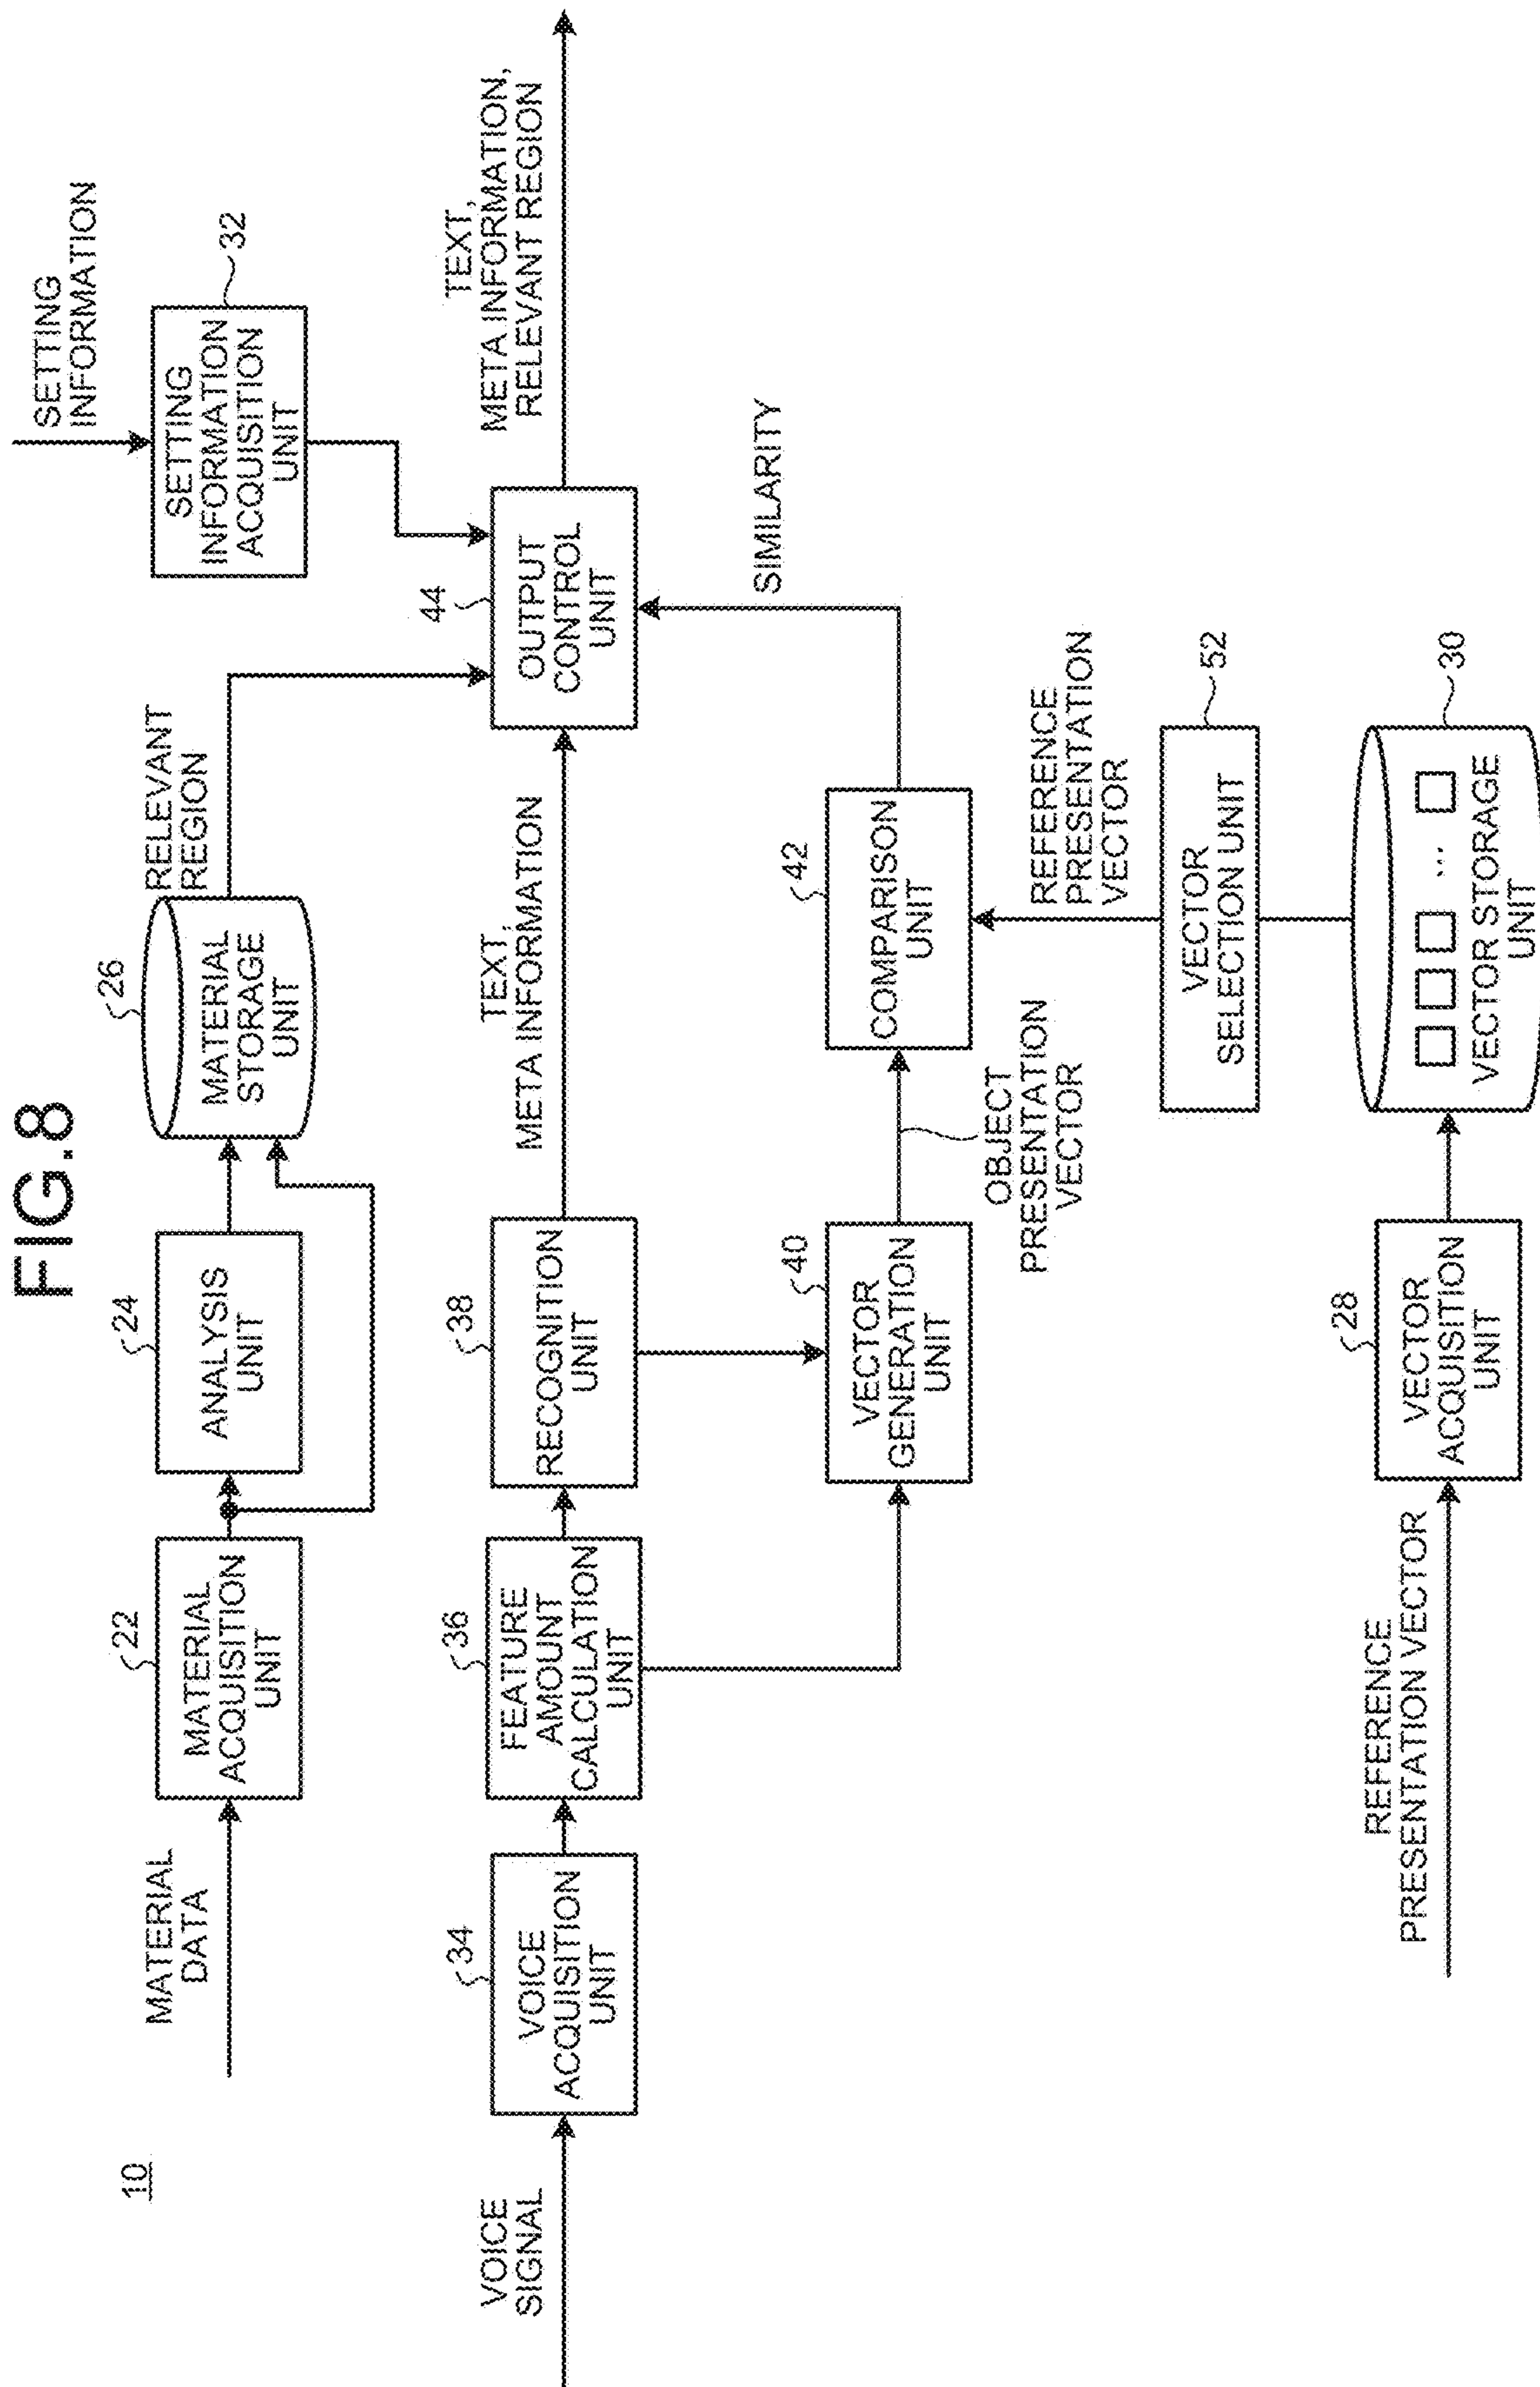 FIG.8
10
SETTING
INFORMATION
32
SETTING
INFORMATION
ACQUISITION
UNIT
MATERIAL
DATA
22
MATERIAL
ACQUISITION
UNIT
24
ANALYSIS
UNIT
26
MATERIAL
STORAGE
UNIT
RELEVANT
REGION
VOICE
SIGNAL
34
VOICE
ACQUISITION
UNIT
36
FEATURE
AMOUNT
CALCULATION
UNIT
38
RECOGNITION
UNIT
TEXT,
META INFORMATION
44
OUTPUT
CONTROL
UNIT
TEXT,
META INFORMATION,
RELEVANT REGION
40
VECTOR
GENERATION
UNIT
OBJECT
PRESENTATION
VECTOR
42
COMPARISON
UNIT
SIMILARITY
REFERENCE
PRESENTATION
VECTOR
52
VECTOR
SELECTION UNIT
REFERENCE
PRESENTATION VECTOR
28
VECTOR
ACQUISITION
UNIT
30
...
VECTOR STORAGE
UNIT